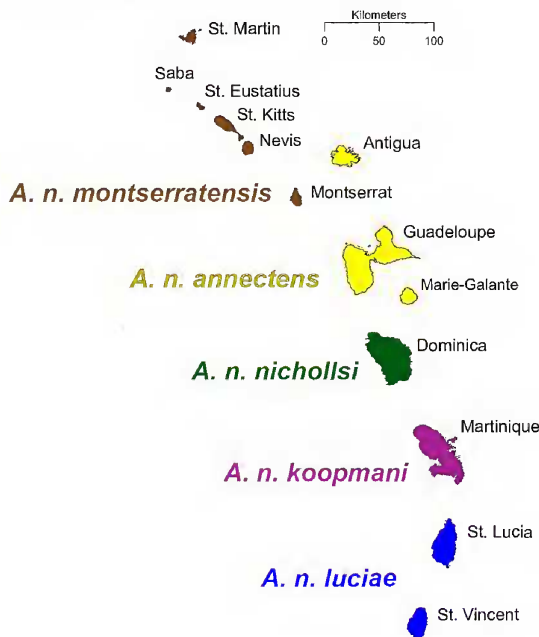 St. Martin
Kilometers
0 50 100
Saba
St. Eustatius
St. Kitts
Nevis
Antigua
A. n. montserratensis
Montserrat
Guadeloupe
A. n. annectens
Marie-Galante
Dominica
A. n. nichollsi
Martinique
A. n. koopmani
St. Lucia
A. n. luciae
St. Vincent